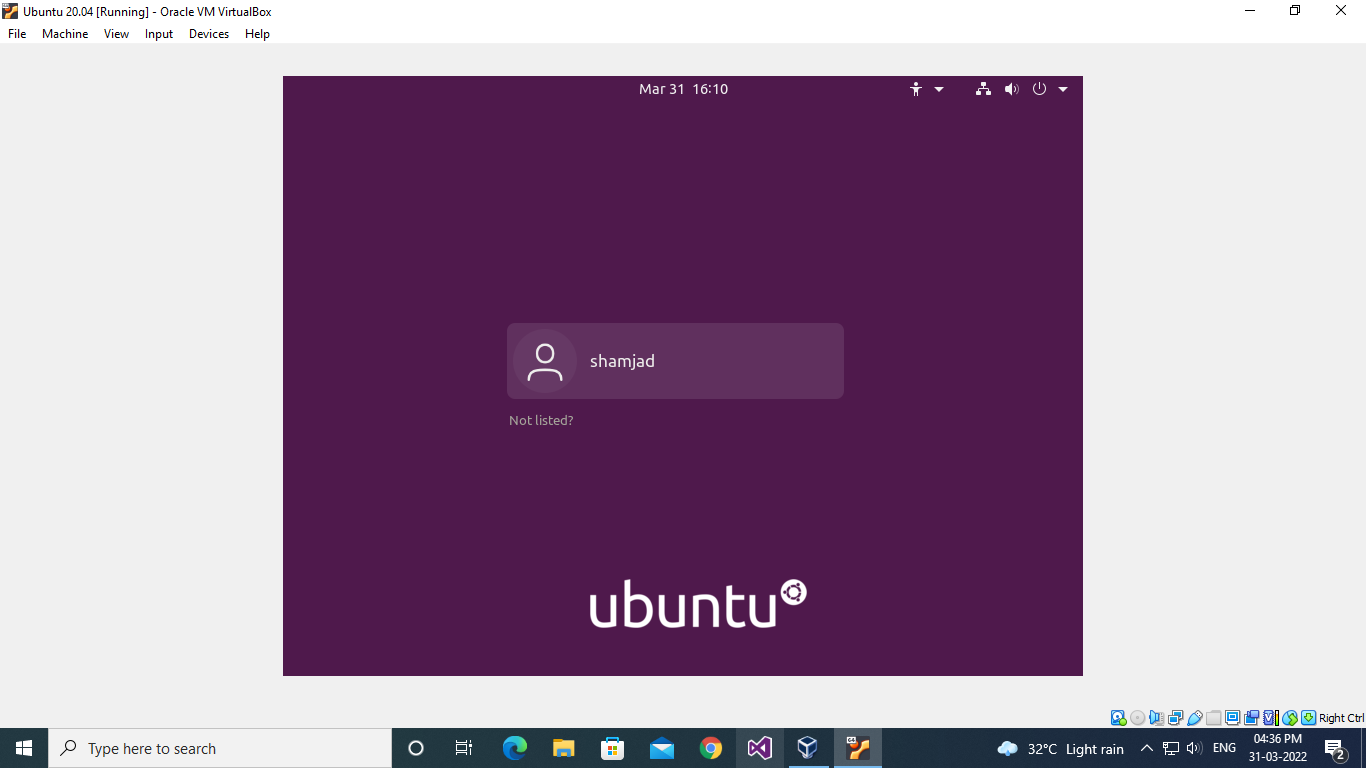 Ubuntu 20.04 [Running] - Oracle VM VirtualBox
File Machine View Input Devices Help
Mar 31 16:10
shamjad
Not listed?
ubuntu
Right Ctrl
Type here to search
32°C Light rain
ENG
04:36 PM
31-03-2022
2